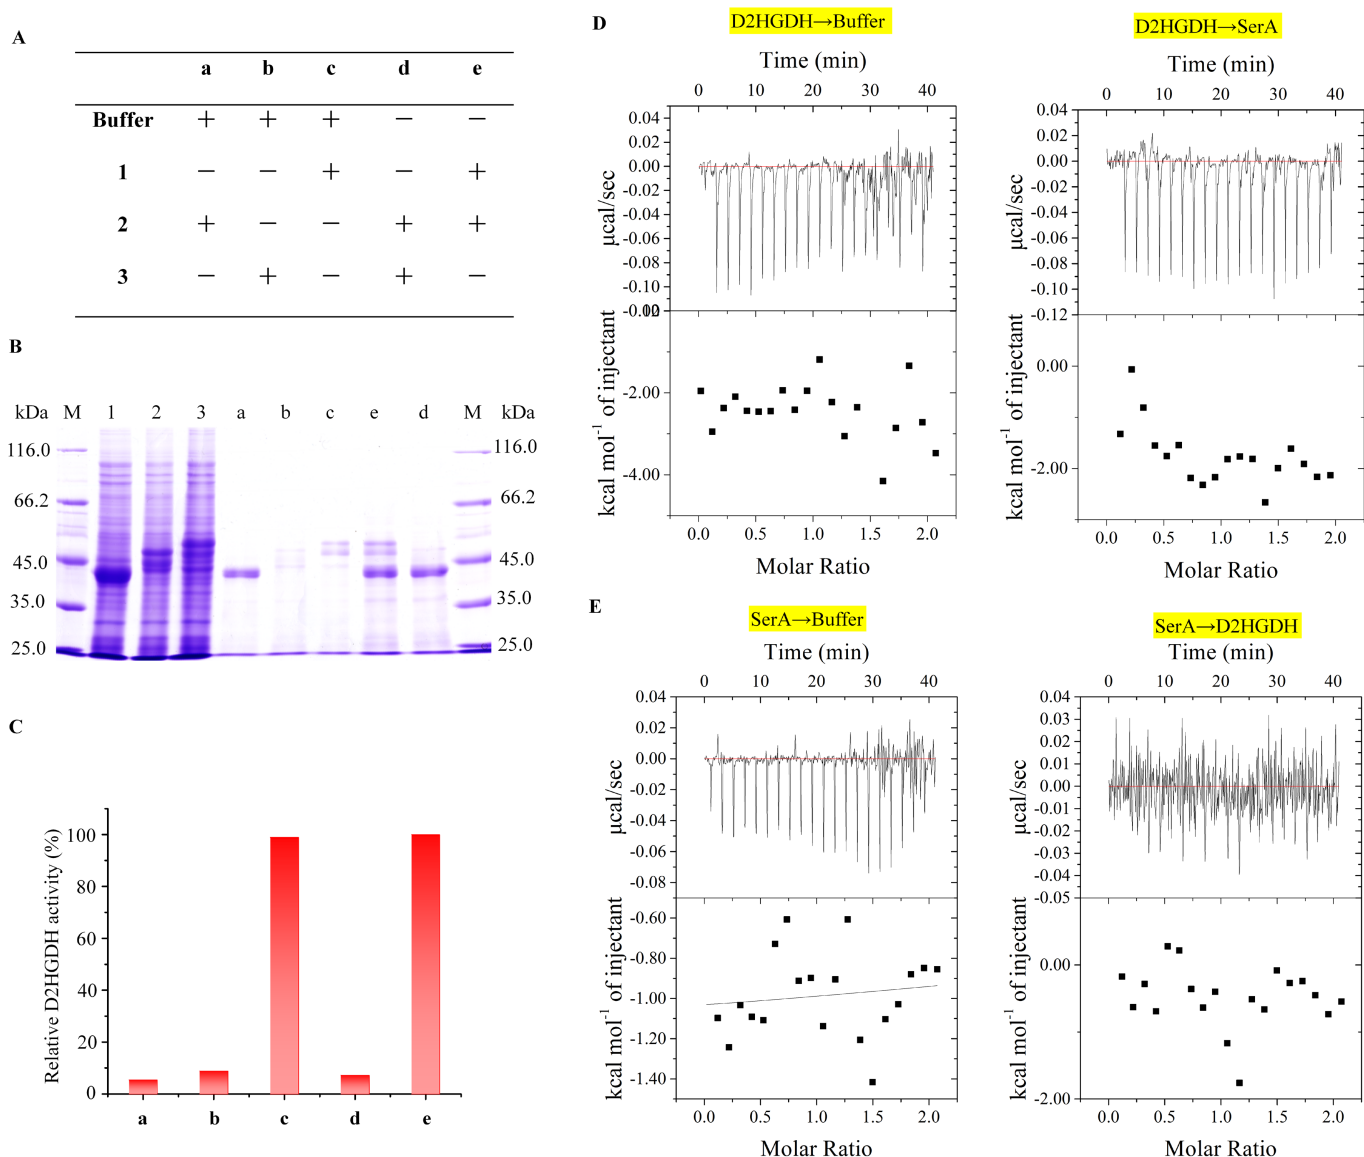 A
a b c d e
Buffer + + + − −
1 − − + − +
2 + − − + +
3 − + − + −
B
kDa M 1 2 3 a b c e d M kDa
116.0 116.0
66.2 66.2
45.0 45.0
35.0 35.0
25.0 25.0
C
Relative D2HGDH activity (%)
100
80
60
40
20
0
a b c d e
D
D2HGDH→Buffer
Time (min)
0 10 20 30 40
0.04
0.02
0.00
-0.02
-0.04
-0.06
-0.08
-0.10
µcal/sec
-2.00
-4.00
kcal mol⁻¹ of injectant
0.0 0.5 1.0 1.5 2.0
Molar Ratio
D2HGDH→SerA
Time (min)
0 10 20 30 40
0.04
0.02
0.00
-0.02
-0.04
-0.06
-0.08
-0.10
-0.12
µcal/sec
0.00
-2.00
kcal mol⁻¹ of injectant
0.0 0.5 1.0 1.5 2.0
Molar Ratio
E
SerA→Buffer
Time (min)
0 10 20 30 40
0.04
0.02
0.00
-0.02
-0.04
-0.06
-0.08
µcal/sec
-0.60
-0.80
-1.00
-1.20
-1.40
kcal mol⁻¹ of injectant
0.0 0.5 1.0 1.5 2.0
Molar Ratio
SerA→D2HGDH
Time (min)
0 10 20 30 40
0.04
0.03
0.02
0.01
0.00
-0.01
-0.02
-0.03
-0.04
-0.05
µcal/sec
0.00
-2.00
kcal mol⁻¹ of injectant
0.0 0.5 1.0 1.5 2.0
Molar Ratio